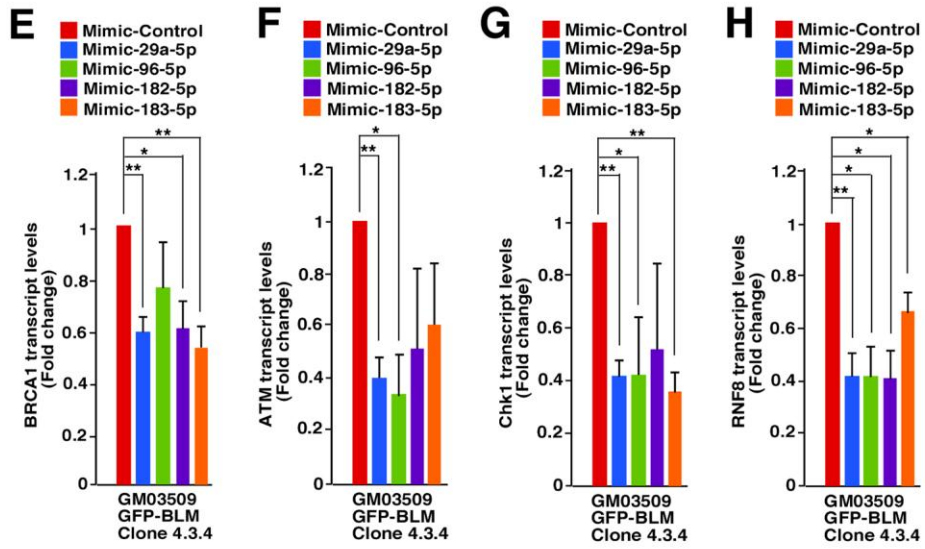 E
Mimic-Control
Mimic-29a-5p
Mimic-96-5p
Mimic-182-5p
Mimic-183-5p
**
*
**
BRCA1 transcript levels
(Fold change)
1.2
1
0.8
0.6
0.4
0.2
0
GM03509
GFP-BLM
Clone 4.3.4
F
Mimic-Control
Mimic-29a-5p
Mimic-96-5p
Mimic-182-5p
Mimic-183-5p
*
**
ATM transcript levels
(Fold change)
1.2
1
0.8
0.6
0.4
0.2
0
GM03509
GFP-BLM
Clone 4.3.4
G
Mimic-Control
Mimic-29a-5p
Mimic-96-5p
Mimic-182-5p
Mimic-183-5p
**
*
**
Chk1 transcript levels
(Fold change)
1.2
1
0.8
0.6
0.4
0.2
0
GM03509
GFP-BLM
Clone 4.3.4
H
Mimic-Control
Mimic-29a-5p
Mimic-96-5p
Mimic-182-5p
Mimic-183-5p
*
*
*
**
RNF8 transcript levels
(Fold change)
1.2
1
0.8
0.6
0.4
0.2
0
GM03509
GFP-BLM
Clone 4.3.4